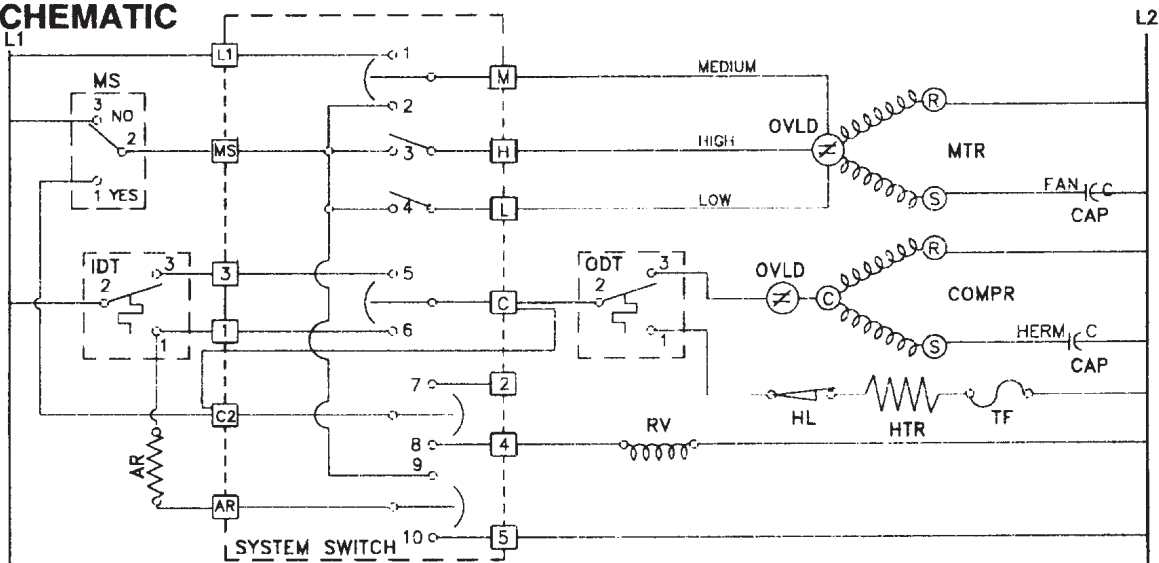 CHEMATIC
L1
L2
L1
1
M
MEDIUM
MS
3
NO
2
2
R
OVLD
MS
3
H
HIGH
MTR
1
YES
4
L
LOW
S
FAN
C
CAP
IDT
3
2
3
5
ODT
3
2
OVLD
R
C
C
COMPR
1
1
6
1
HERM
C
S
CAP
7
2
C2
HL
HTR
TF
8
4
RV
9
AR
AR
10
5
SYSTEM SWITCH